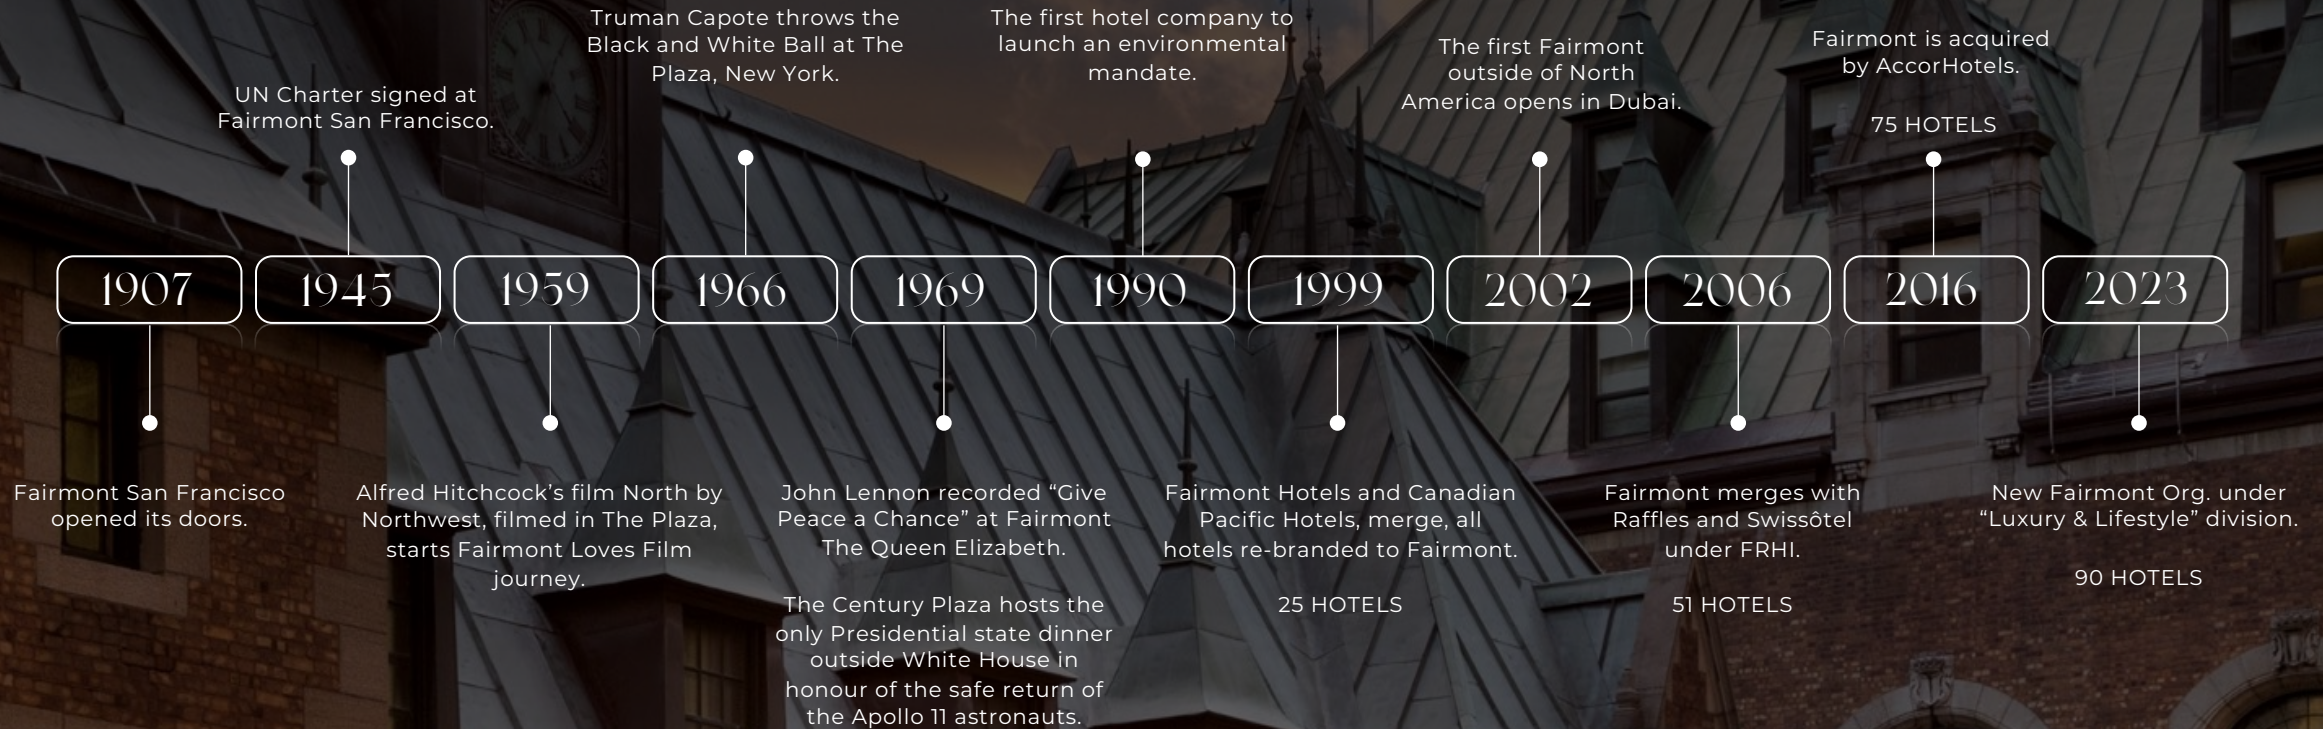 Truman Capote throws the
Black and White Ball at The
Plaza, New York.
The first hotel company to
launch an environmental
mandate.
The first Fairmont
outside of North
America opens in Dubai.
Fairmont is acquired
by AccorHotels.
75 HOTELS
UN Charter signed at
Fairmont San Francisco.
1907
1945
1959
1966
1969
1990
1999
2002
2006
2016
2023
Fairmont San Francisco
opened its doors.
Alfred Hitchcock’s film North by
Northwest, filmed in The Plaza,
starts Fairmont Loves Film
journey.
John Lennon recorded “Give
Peace a Chance” at Fairmont
The Queen Elizabeth.
The Century Plaza hosts the
only Presidential state dinner
outside White House in
honour of the safe return of
the Apollo 11 astronauts.
Fairmont Hotels and Canadian
Pacific Hotels, merge, all
hotels re-branded to Fairmont.
25 HOTELS
Fairmont merges with
Raffles and Swissôtel
under FRHI.
51 HOTELS
New Fairmont Org. under
“Luxury & Lifestyle” division.
90 HOTELS